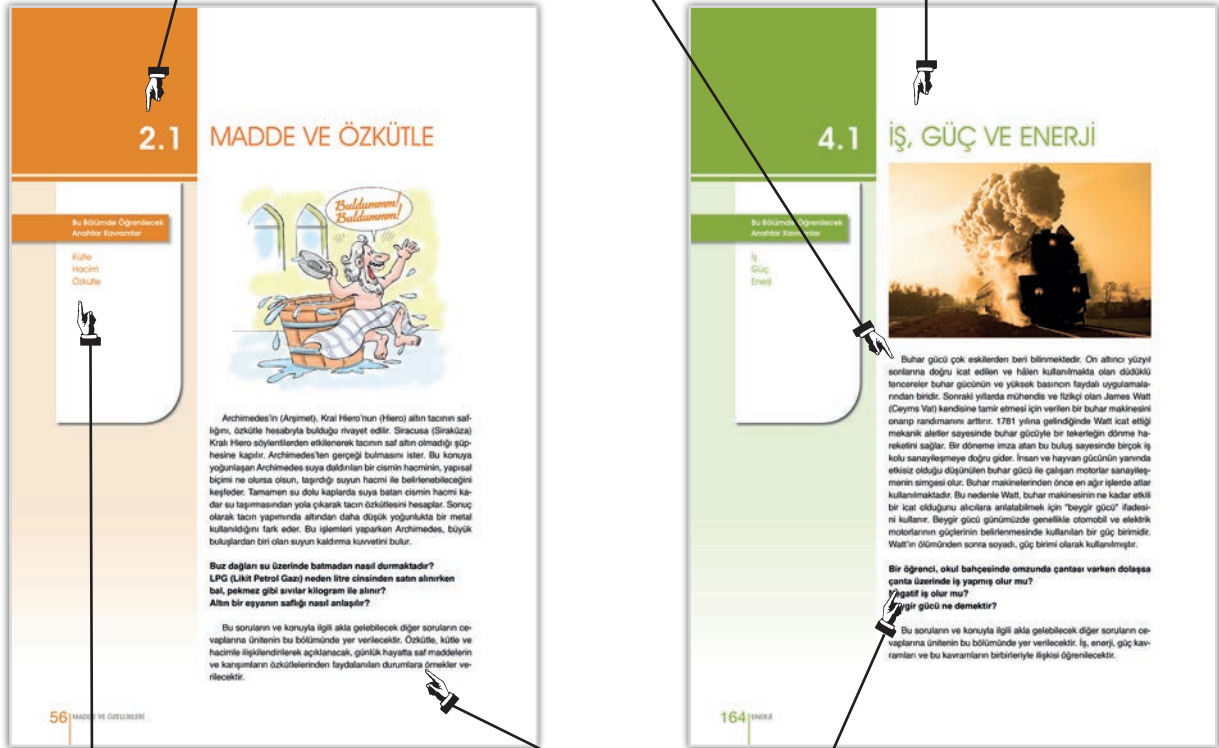 2.1 MADDE VE ÖZKÜTLE
Bu Bölümde Öğrenilecek
Anahtar Kavramlar
Kütle
Hacim
Özkütle
Buldummm!
Buldummm!
Archimedes'in (Arşimet), Kral Hiero'nun (Hiero) altın tacının saf-
lığını, özkütle hesabıyla bulduğu rivayet edilir. Siracusa (Siraküza)
Kralı Hiero söylentilerden etkilenerek tacının saf altın olmadığı şüp-
hesine kapılır. Archimedes'ten gerçeği bulmasını ister. Bu konuya
yoğunlaşan Archimedes suya daldırılan bir cismin hacminin, yapısal
biçimi ne olursa olsun, taşırdığı suyun hacmi ile belirlenebileceğini
keşfeder. Tamamen su dolu kaplarda suya batan cismin hacmi ka-
dar su taşırmasından yola çıkarak tacın özkütlesini hesaplar. Sonuç
olarak tacın yapımında altından daha düşük yoğunlukta bir metal
kullanıldığını fark eder. Bu işlemleri yaparken Archimedes, büyük
buluşlardan biri olan suyun kaldırma kuvvetini bulur.
Buz dağları su üzerinde batmadan nasıl durmaktadır?
LPG (Likit Petrol Gazı) neden litre cinsinden satın alınırken
bal, pekmez gibi sıvılar kilogram ile alınır?
Altın bir eşyanın saflığı nasıl anlaşılır?
Bu soruların ve konuyla ilgili akla gelebilecek diğer soruların ce-
vaplarına ünitenin bu bölümünde yer verilecektir. Özkütle, kütle ve
hacimle ilişkilendirilerek açıklanacak, günlük hayatta saf maddelerin
ve karışımların özkütlelerinden faydalanılan durumlara örnekler ve-
rilecektir.
56 MADDE VE ÖZELLİKLERİ
4.1 İŞ, GÜÇ VE ENERJİ
Bu Bölümde Öğrenilecek
Anahtar Kavramlar
İş
Güç
Enerji
Buhar gücü çok eskilerden beri bilinmektedir. On altıncı yüzyıl
sonlarına doğru icat edilen ve hâlen kullanılmakta olan düdüklü
tencereler buhar gücünün ve yüksek basıncın faydalı uygulamala-
rından biridir. Sonraki yıllarda mühendis ve fizikçi olan James Watt
(Ceyms Vat) kendisine tamir etmesi için verilen bir buhar makinesini
onarıp randımanını arttırır. 1781 yılına gelindiğinde Watt icat ettiği
mekanik aletler sayesinde buhar gücüyle bir tekerleğin dönme ha-
reketini sağlar. Bir döneme imza atan bu buluş sayesinde birçok iş
kolu sanayileşmeye doğru gider. İnsan ve hayvan gücünün yanında
etkisiz olduğu düşünülen buhar gücü ile çalışan motorlar sanayileş-
menin simgesi olur. Buhar makinelerinden önce en ağır işlerde atlar
kullanılmaktadır. Bu nedenle Watt, buhar makinesinin ne kadar etkili
bir icat olduğunu alıcılara anlatabilmek için "beygir gücü" ifadesi-
ni kullanır. Beygir gücü günümüzde genellikle otomobil ve elektrik
motorlarının güçlerinin belirlenmesinde kullanılan bir güç birimidir.
Watt'ın ölümünden sonra soyadı, güç birimi olarak kullanılmıştır.
Bir öğrenci, okul bahçesinde omzunda çantası varken dolaşsa
çanta üzerinde iş yapmış olur mu?
Negatif iş olur mu?
Beygir gücü ne demektir?
Bu soruların ve konuyla ilgili akla gelebilecek diğer soruların ce-
vaplarına ünitenin bu bölümünde yer verilecektir. İş, enerji, güç kav-
ramları ve bu kavramların birbirleriyle ilişkisi öğrenilecektir.
164 ENERJİ